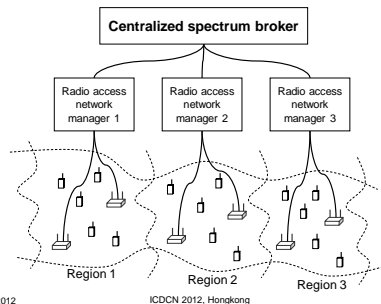 Centralized spectrum broker
Radio access
network
manager 1
Radio access
network
manager 2
Radio access
network
manager 3
Region 1
Region 2
Region 3
2012
ICDCN 2012, Hongkong